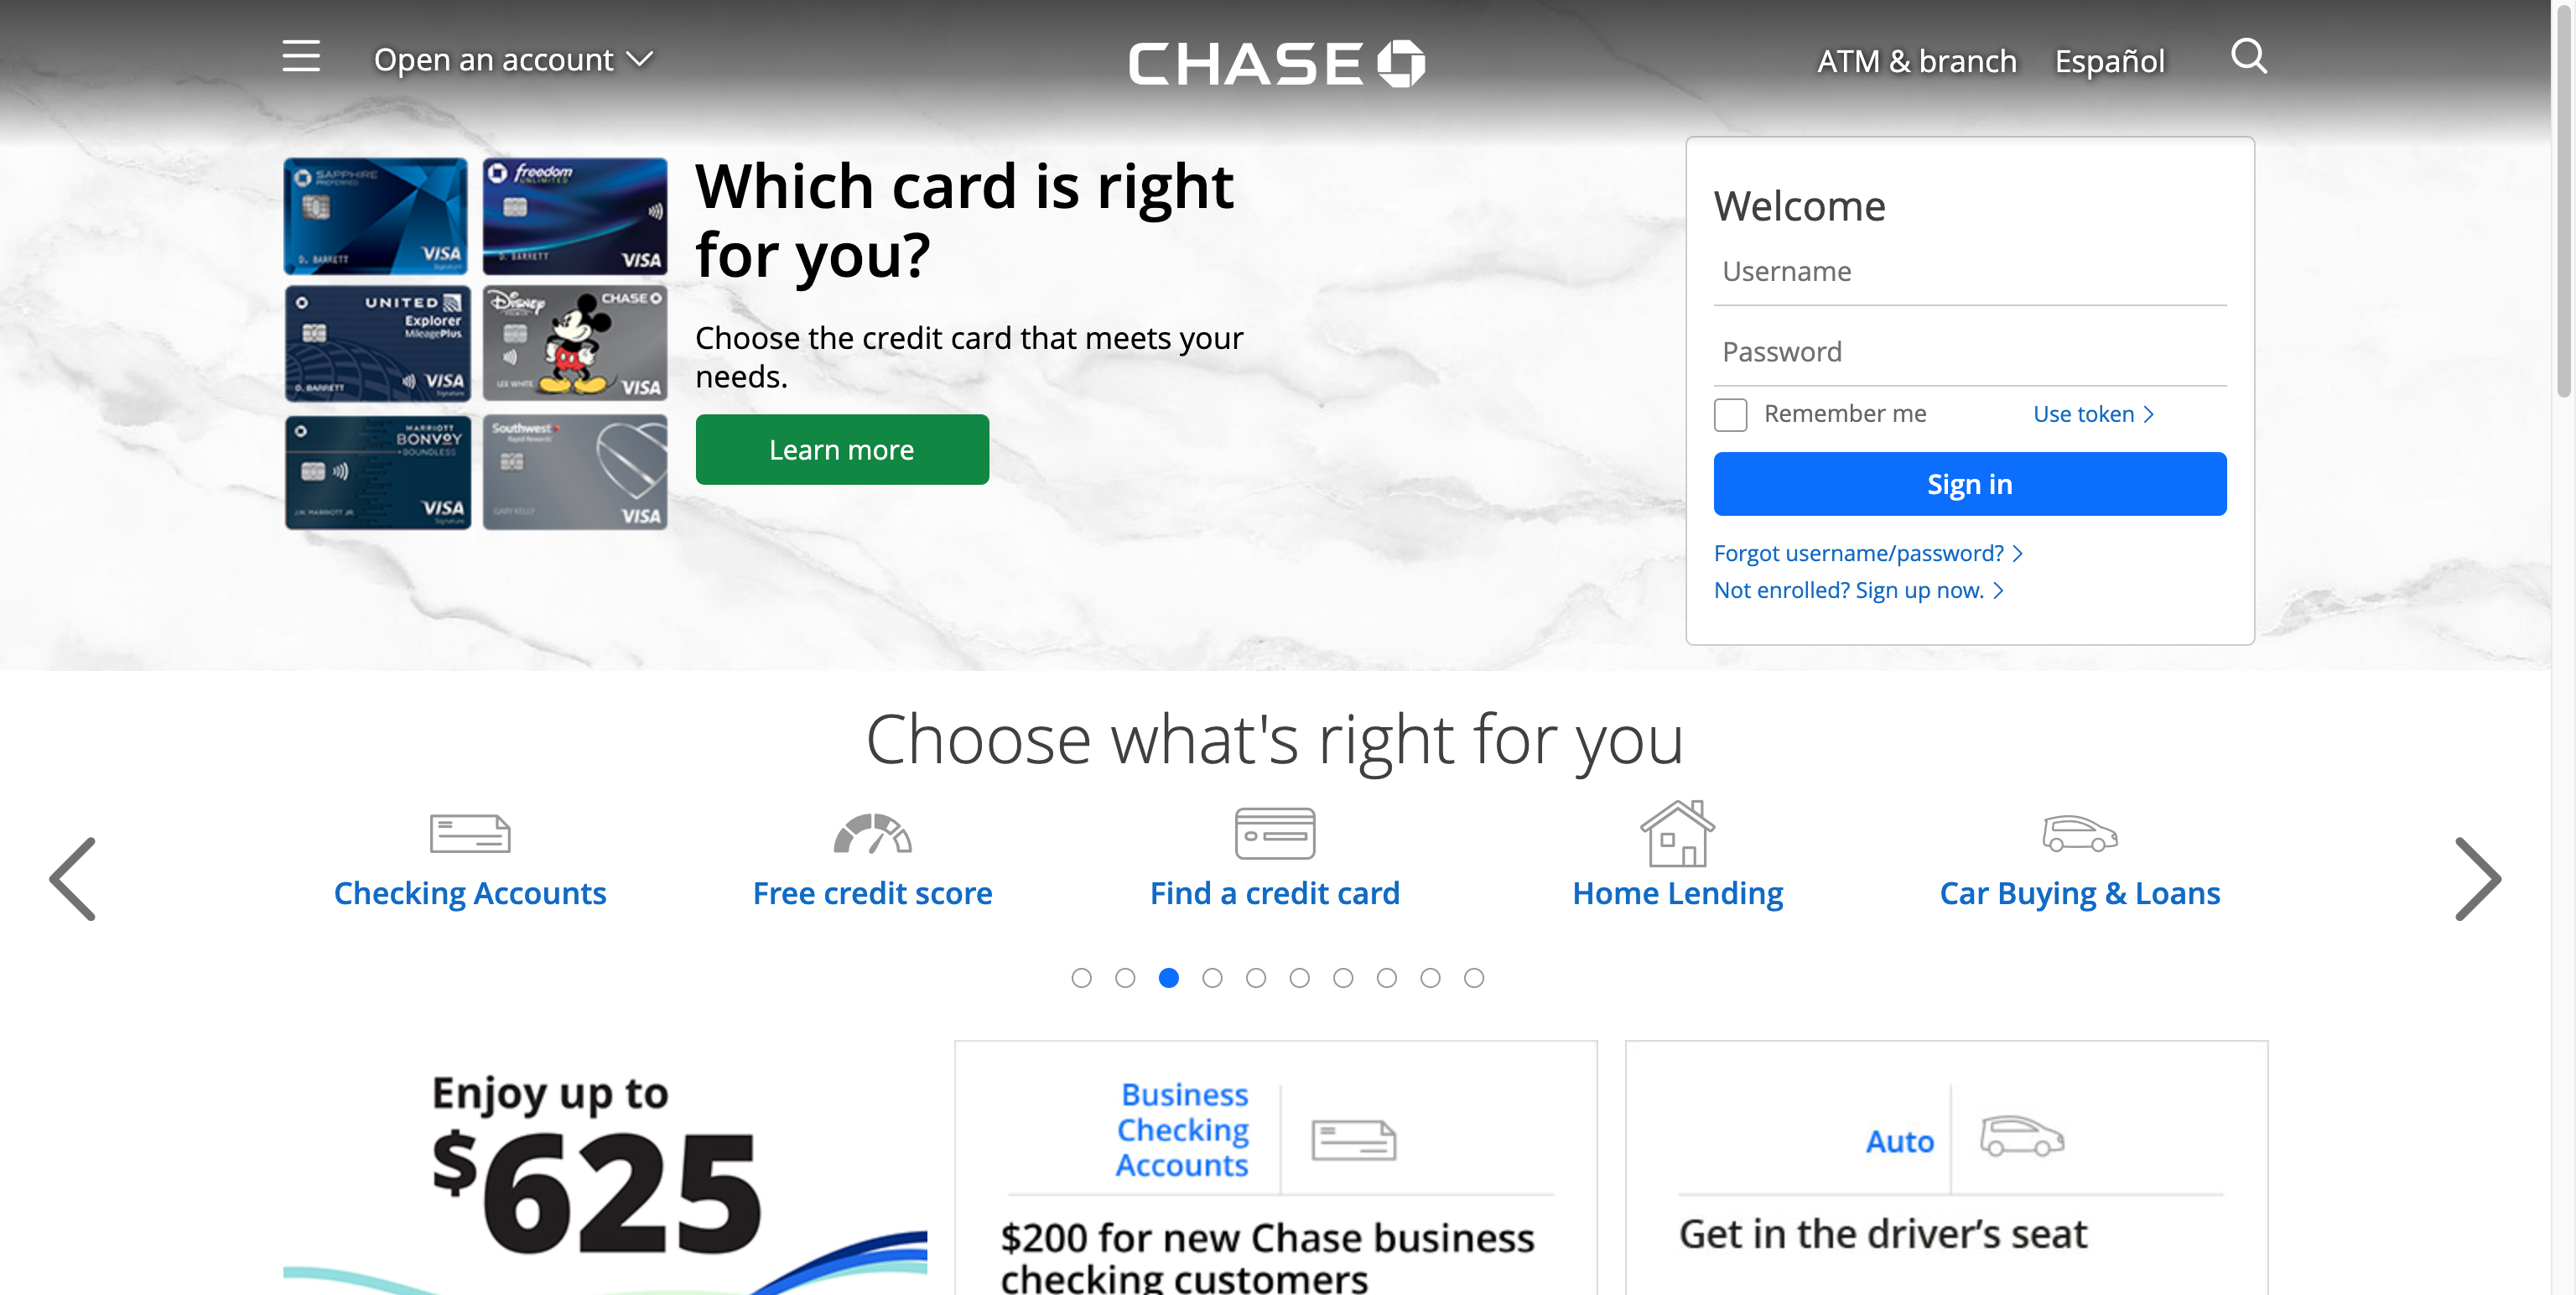 Open an account
CHASE
ATM & branch
Español
SAPPHIRE
PREFERRED
D. BARRETT
VISA
Signature
freedom
UNLIMITED
D. BARRETT
VISA
UNITED
Explorer
MileagePlus
D. BARRETT
VISA
Signature
Disney
CHASE
LEE WHITE
VISA
MARRIOTT
BONVOY
BOUNDLESS
J.W. MARRIOTT JR.
VISA
Signature
Southwest
Rapid Rewards
GARY KELLY
VISA
Which card is right
for you?
Choose the credit card that meets your
needs.
Learn more
Welcome
Username
Password
Remember me
Use token
Sign in
Forgot username/password?
Not enrolled? Sign up now.
Choose what's right for you
Checking Accounts
Free credit score
Find a credit card
Home Lending
Car Buying & Loans
Enjoy up to
$625
Business
Checking
Accounts
$200 for new Chase business
checking customers
Auto
Get in the driver’s seat